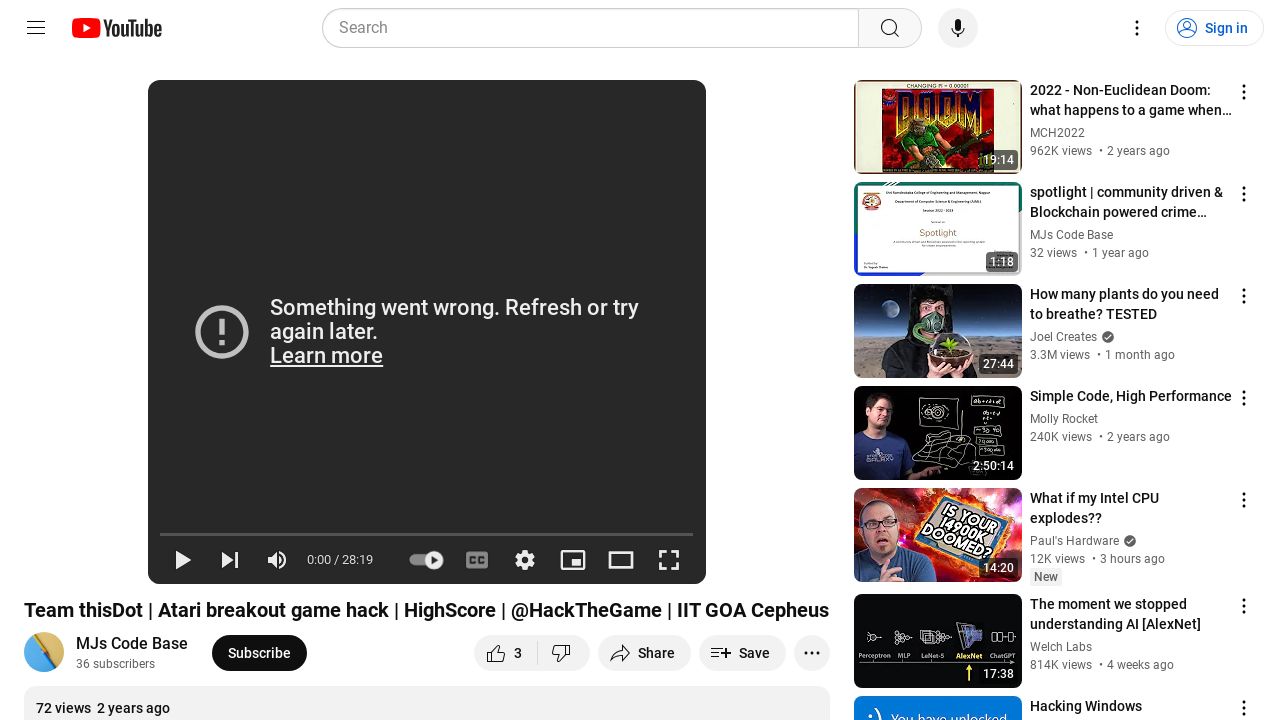 YouTube
Search
Sign in
Something went wrong. Refresh or try
again later.
Learn more
0:00 / 28:19
CC
Team thisDot | Atari breakout game hack | HighScore | @HackTheGame | IIT GOA Cepheus
MJs Code Base
36 subscribers
Subscribe
3
Share
Save
72 views 2 years ago
CHANGING PI = 0.00001
DOOM
19:14
2022 - Non-Euclidean Doom:
what happens to a game when…
MCH2022
962K views • 2 years ago
Spotlight
1:18
spotlight | community driven &
Blockchain powered crime…
MJs Code Base
32 views • 1 year ago
27:44
How many plants do you need
to breathe? TESTED
Joel Creates
3.3M views • 1 month ago
2:50:14
Simple Code, High Performance
Molly Rocket
240K views • 2 years ago
IS YOUR
14900K
DOOMED?
14:20
What if my Intel CPU
explodes??
Paul's Hardware
12K views • 3 hours ago
New
Perceptron MLP LeNet-5 AlexNet ChatGPT
17:38
The moment we stopped
understanding AI [AlexNet]
Welch Labs
814K views • 4 weeks ago
:) You have unlocked
Hacking Windows